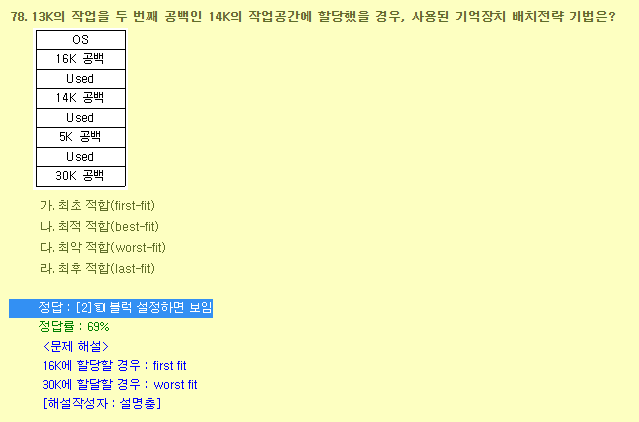 78. 13K의 작업을 두 번째 공백인 14K의 작업공간에 할당했을 경우, 사용된 기억장치 배치전략 기법은?
OS
16K 공백
Used
14K 공백
Used
5K 공백
Used
30K 공백
가. 최초 적합(first-fit)
나. 최적 적합(best-fit)
다. 최악 적합(worst-fit)
라. 최후 적합(last-fit)
정답 : [2]☜ 블럭 설정하면 보임
정답률 : 69%
<문제 해설>
16K에 할당할 경우 : first fit
30K에 할달할 경우 : worst fit
[해설작성자 : 설명충]